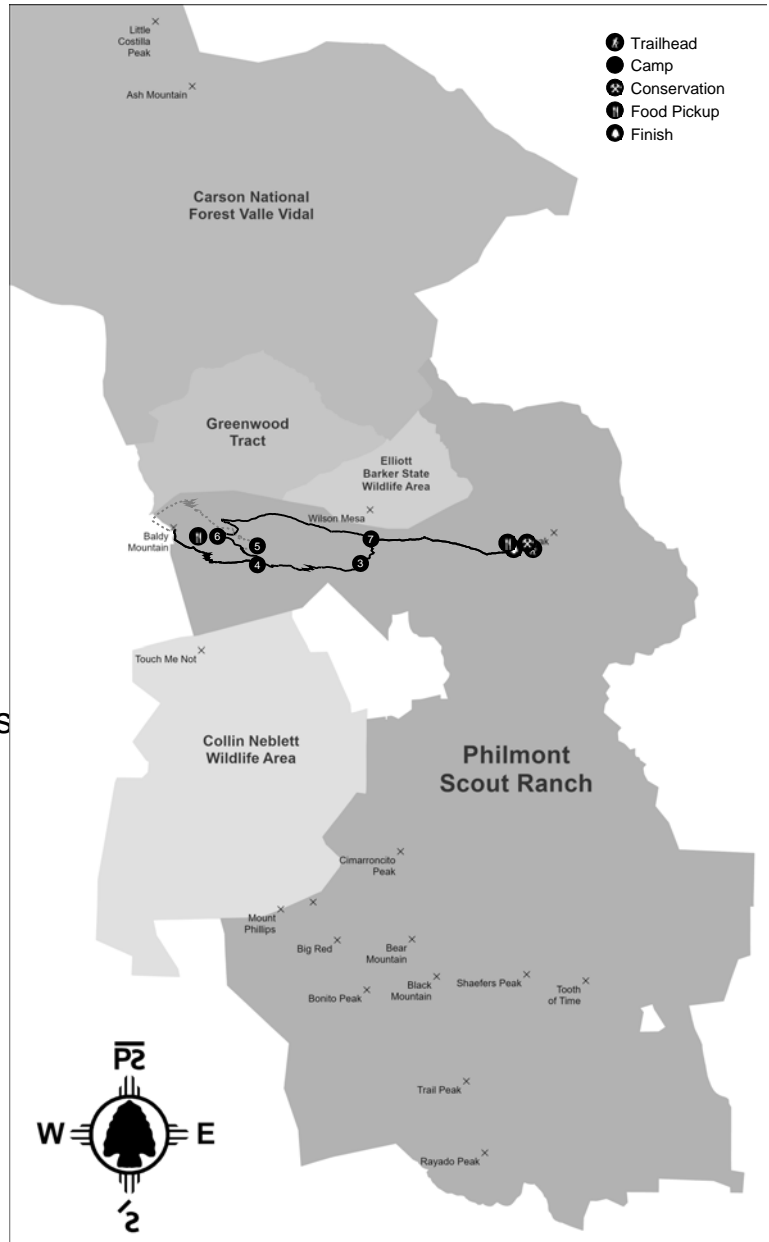 Little
Costilla
Peak
Ash Mountain
Trailhead
Camp
Conservation
Food Pickup
Finish
Carson National
Forest Valle Vidal
Greenwood
Tract
Elliott
Barker State
Wildlife Area
Wilson Mesa
Baldy
Mountain
6
5
4
7
3
Touch Me Not
s
Collin Neblett
Wildlife Area
Philmont
Scout Ranch
Cimarroncito
Peak
Mount
Phillips
Big Red
Bear
Mountain
Bonito Peak
Black
Mountain
Shaefers Peak
Tooth
of Time
Trail Peak
Rayado Peak
W
E